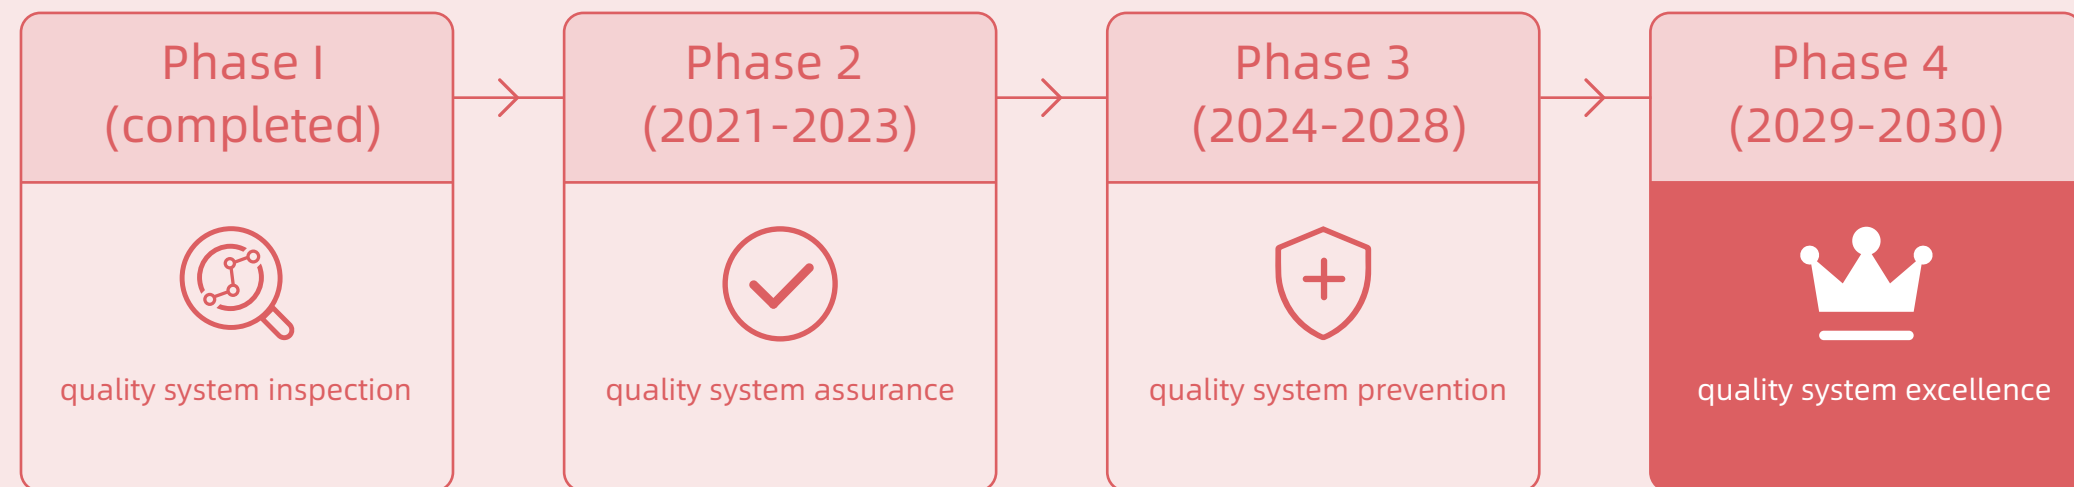 Phase I
(completed)
quality system inspection
Phase 2
(2021-2023)
quality system assurance
Phase 3
(2024-2028)
quality system prevention
Phase 4
(2029-2030)
quality system excellence